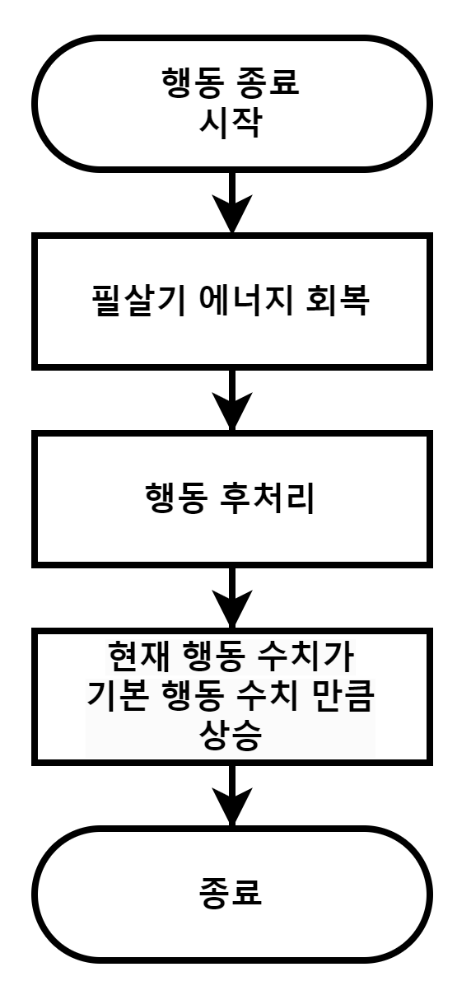 행동 종료
시작
필살기 에너지 회복
행동 후처리
현재 행동 수치가
기본 행동 수치 만큼
상승
종료